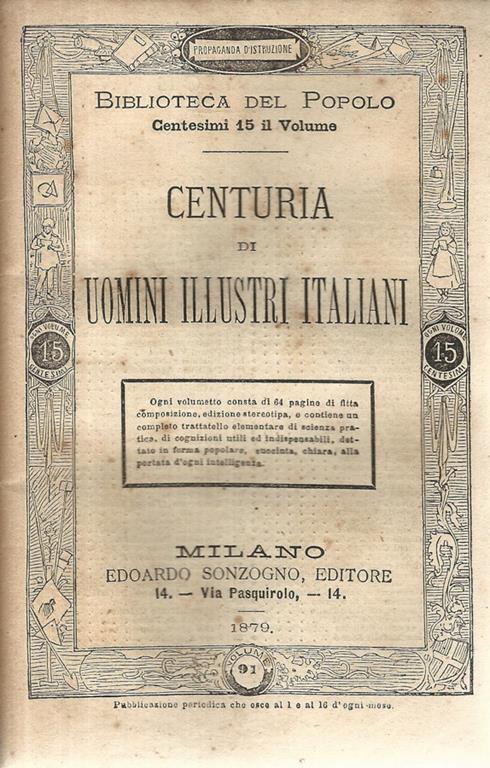 PROPAGANDA D'ISTRUZIONE
BIBLIOTECA DEL POPOLO
Centesimi 15 il Volume
CENTURIA
DI
UOMINI ILLUSTRI ITALIANI
OGNI VOLUME
15
CENTESIMI
OGNI VOLUME
15
CENTESIMI
Ogni volumetto consta di 64 pagine di fitta
composizione, edizione stereotipa, e contiene un
completo trattatello elementare di scienza pra-
tica, di cognizioni utili ed indispensabili, det-
tato in forma popolare, succinta, chiara, alla
portata d'ogni intelligenza.
MILANO
EDOARDO SONZOGNO, EDITORE
14. — Via Pasquirolo, — 14.
1879.
VOLUME
91
Pubblicazione periodica che esce al 1 e al 16 d'ogni mese.